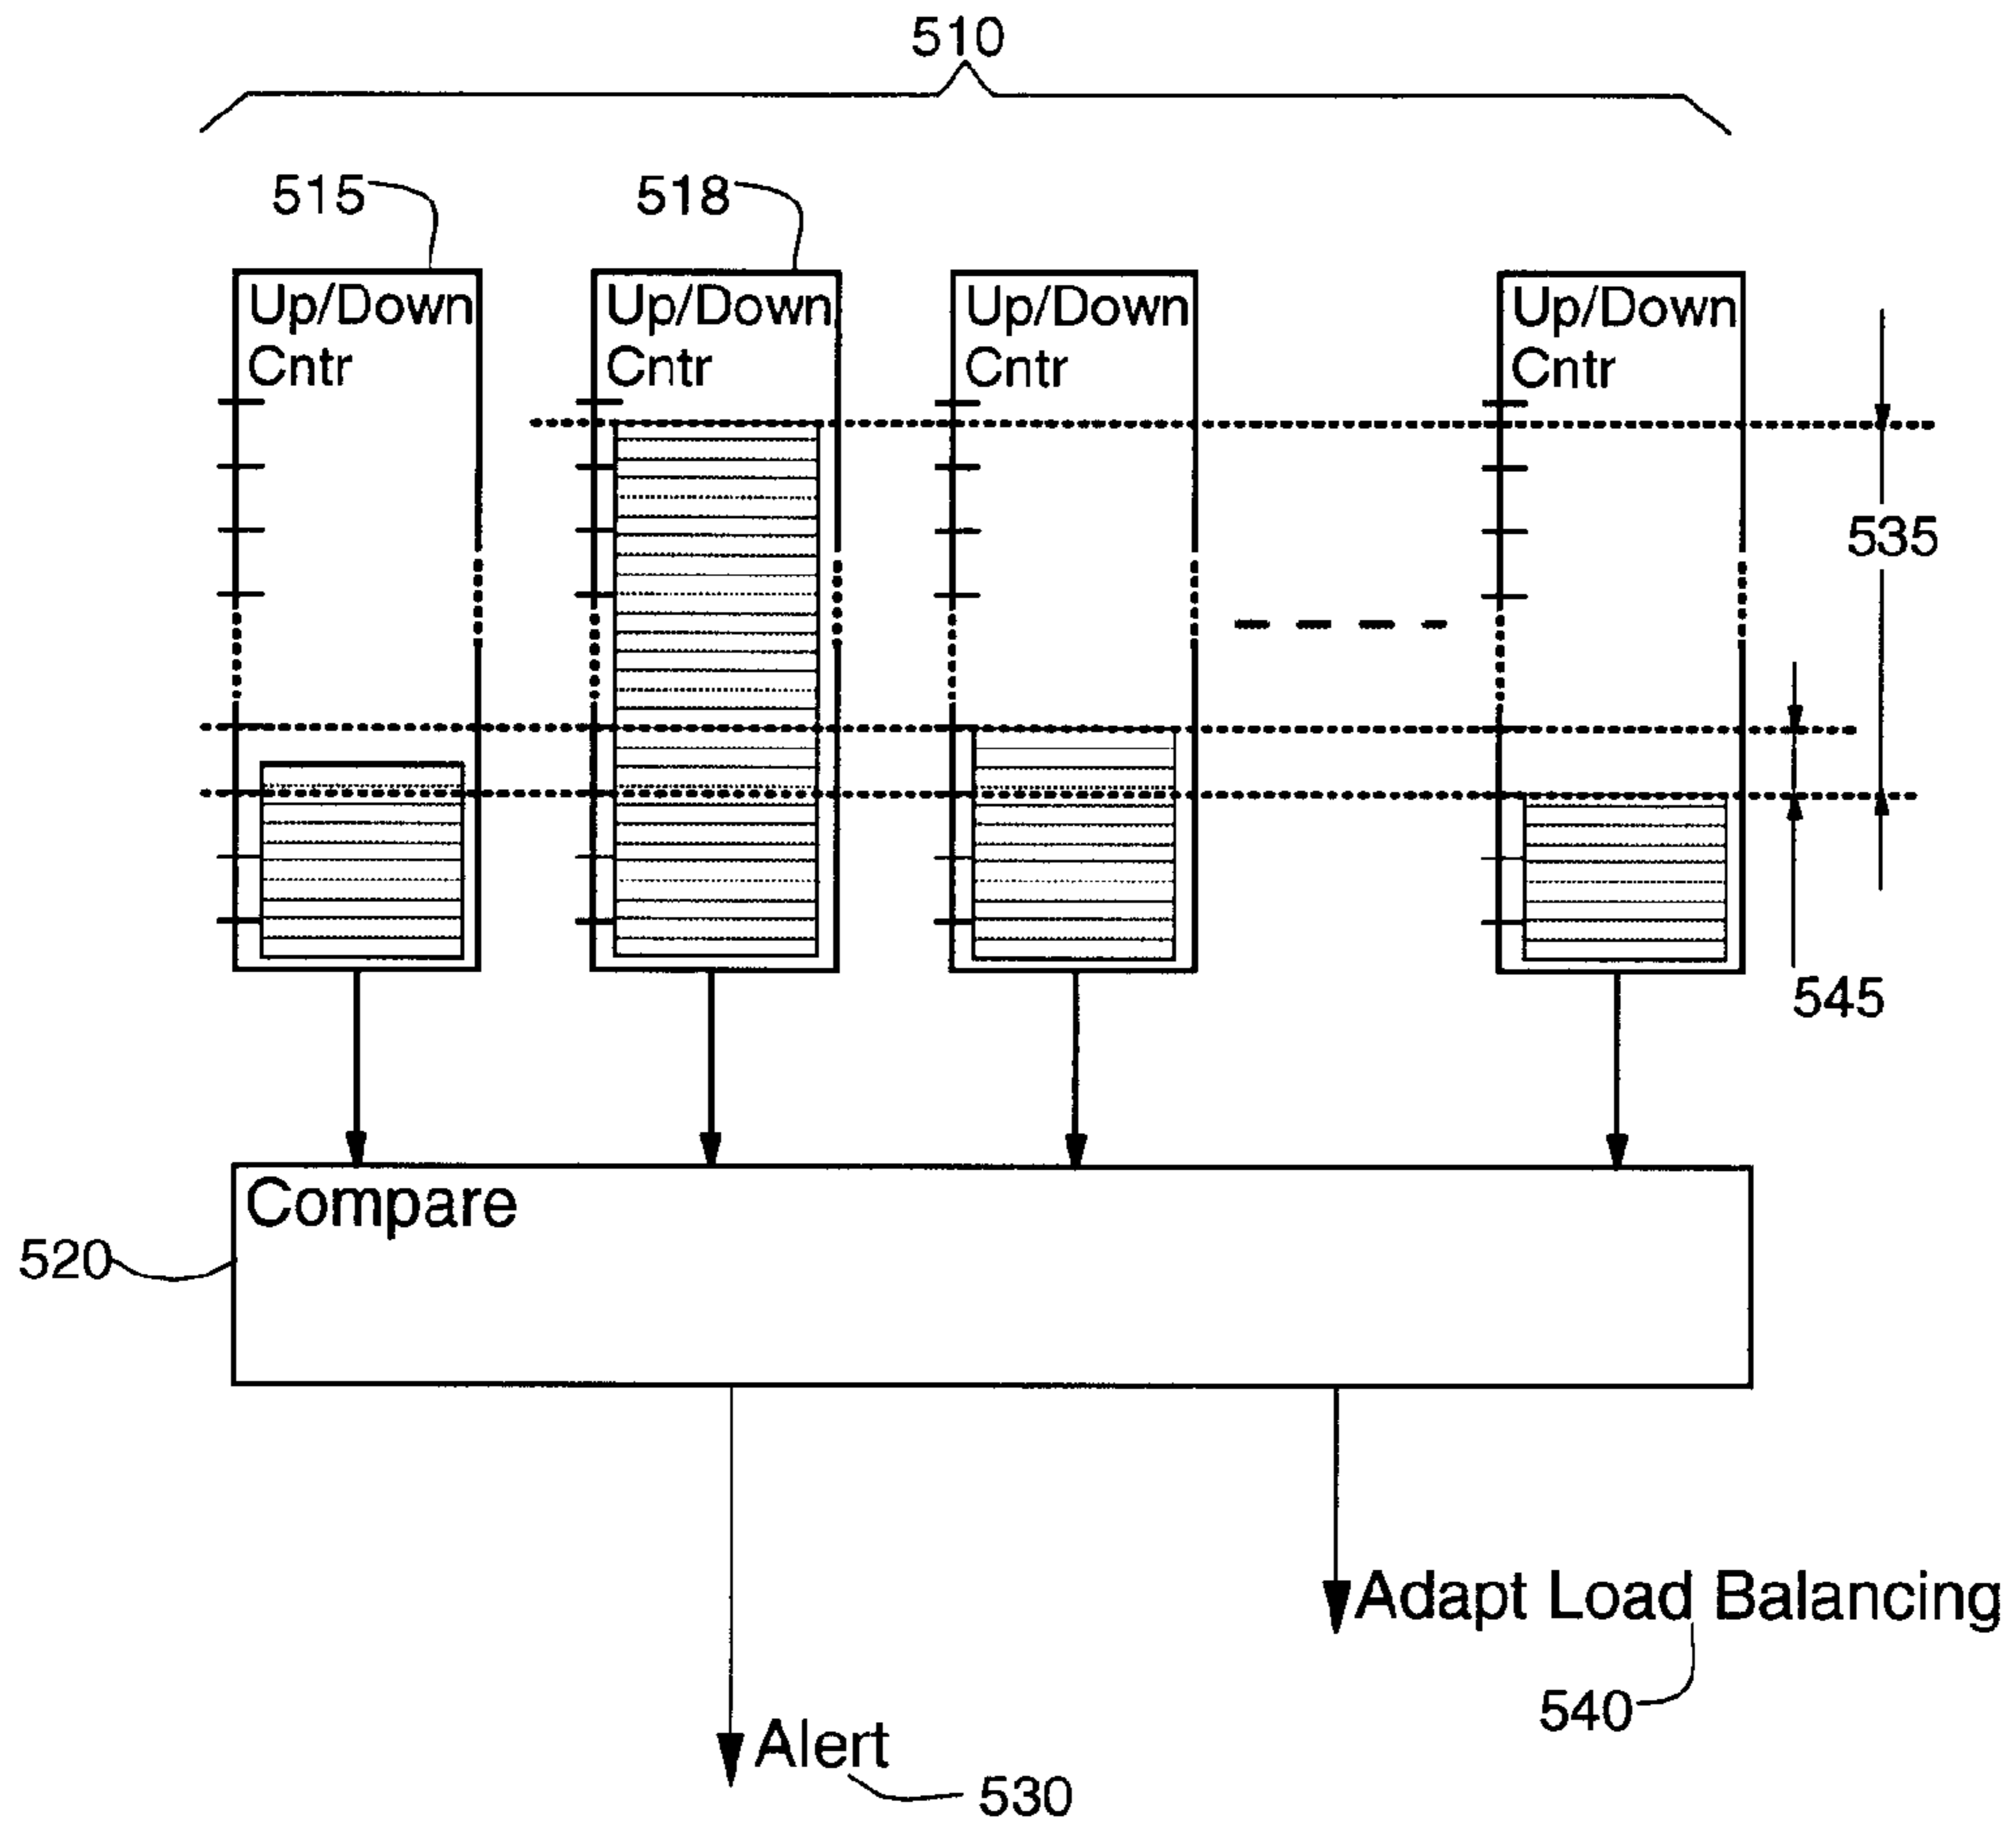 510
515
518
Up/Down
Cntr
Up/Down
Cntr
Up/Down
Cntr
Up/Down
Cntr
535
545
Compare
520
Adapt Load Balancing
540
Alert
530